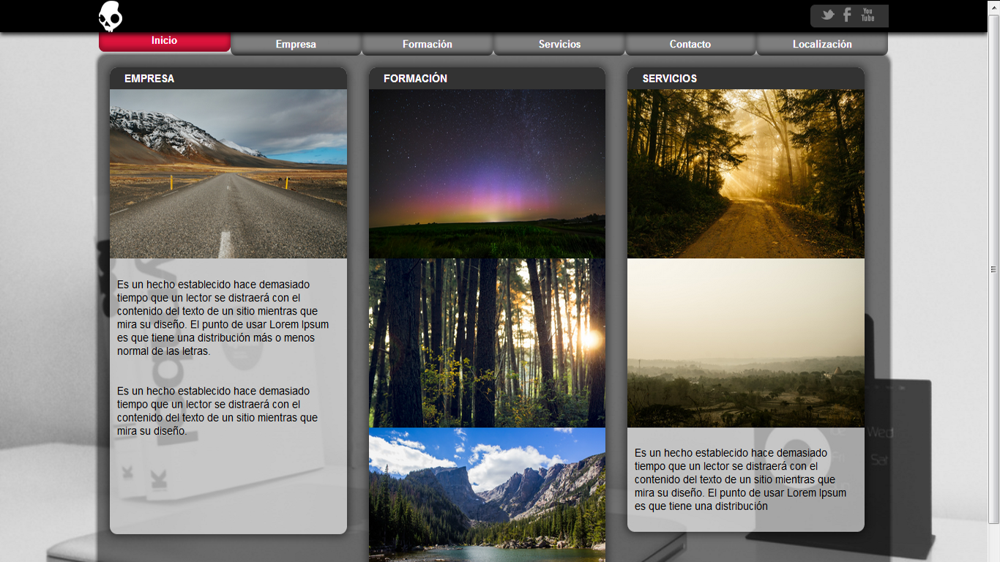 You
Tube
Inicio
Empresa
Formación
Servicios
Contacto
Localización
EMPRESA
Es un hecho establecido hace demasiado
tiempo que un lector se distraerá con el
contenido del texto de un sitio mientras que
mira su diseño. El punto de usar Lorem Ipsum
es que tiene una distribución más o menos
normal de las letras.
Es un hecho establecido hace demasiado
tiempo que un lector se distraerá con el
contenido del texto de un sitio mientras que
mira su diseño.
FORMACIÓN
SERVICIOS
Es un hecho establecido hace demasiado
tiempo que un lector se distraerá con el
contenido del texto de un sitio mientras que
mira su diseño. El punto de usar Lorem Ipsum
es que tiene una distribución
Wed
Fri
Sat